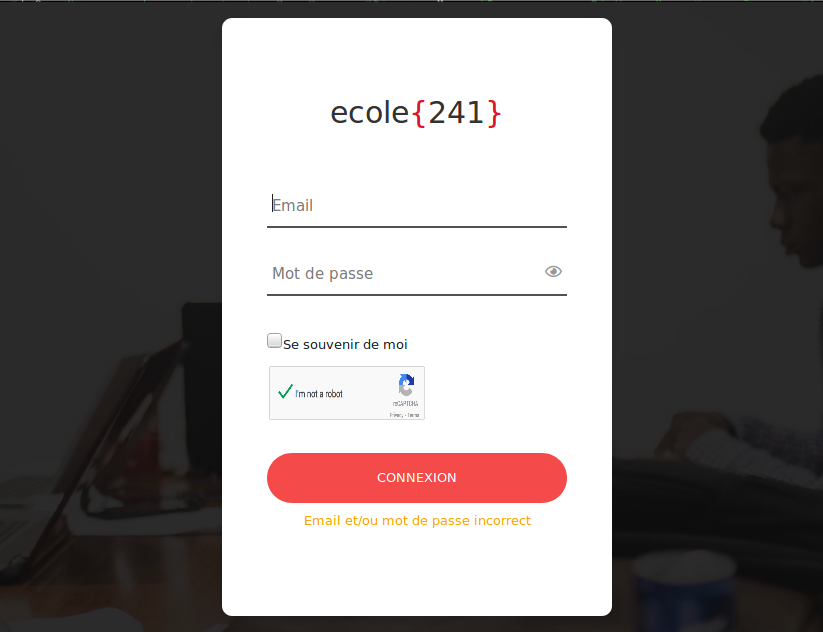 ecole{241}
Email
Mot de passe
Se souvenir de moi
I'm not a robot
reCAPTCHA
Privacy - Terms
CONNEXION
Email et/ou mot de passe incorrect